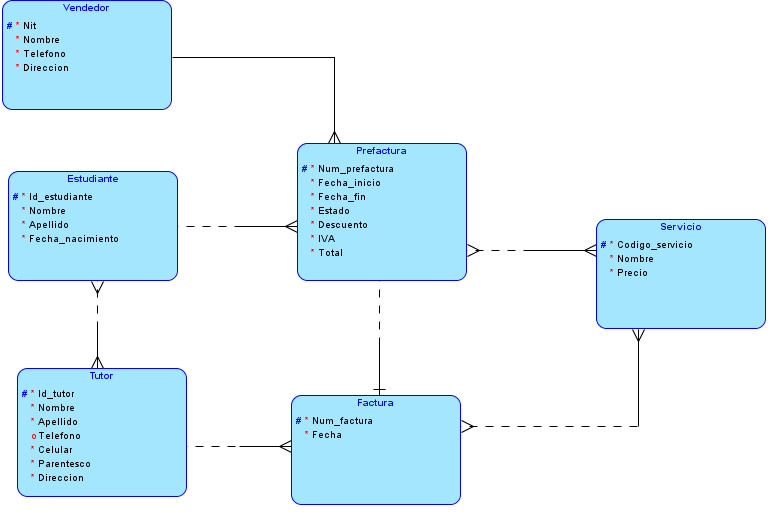 Vendedor
# * Nit
* Nombre
* Telefono
* Direccion
Prefactura
# * Num_prefactura
* Fecha_inicio
* Fecha_fin
* Estado
* Descuento
* IVA
* Total
Estudiante
# * Id_estudiante
* Nombre
* Apellido
* Fecha_nacimiento
Servicio
# * Codigo_servicio
* Nombre
* Precio
Tutor
# * Id_tutor
* Nombre
* Apellido
o Telefono
* Celular
* Parentesco
* Direccion
Factura
# * Num_factura
* Fecha